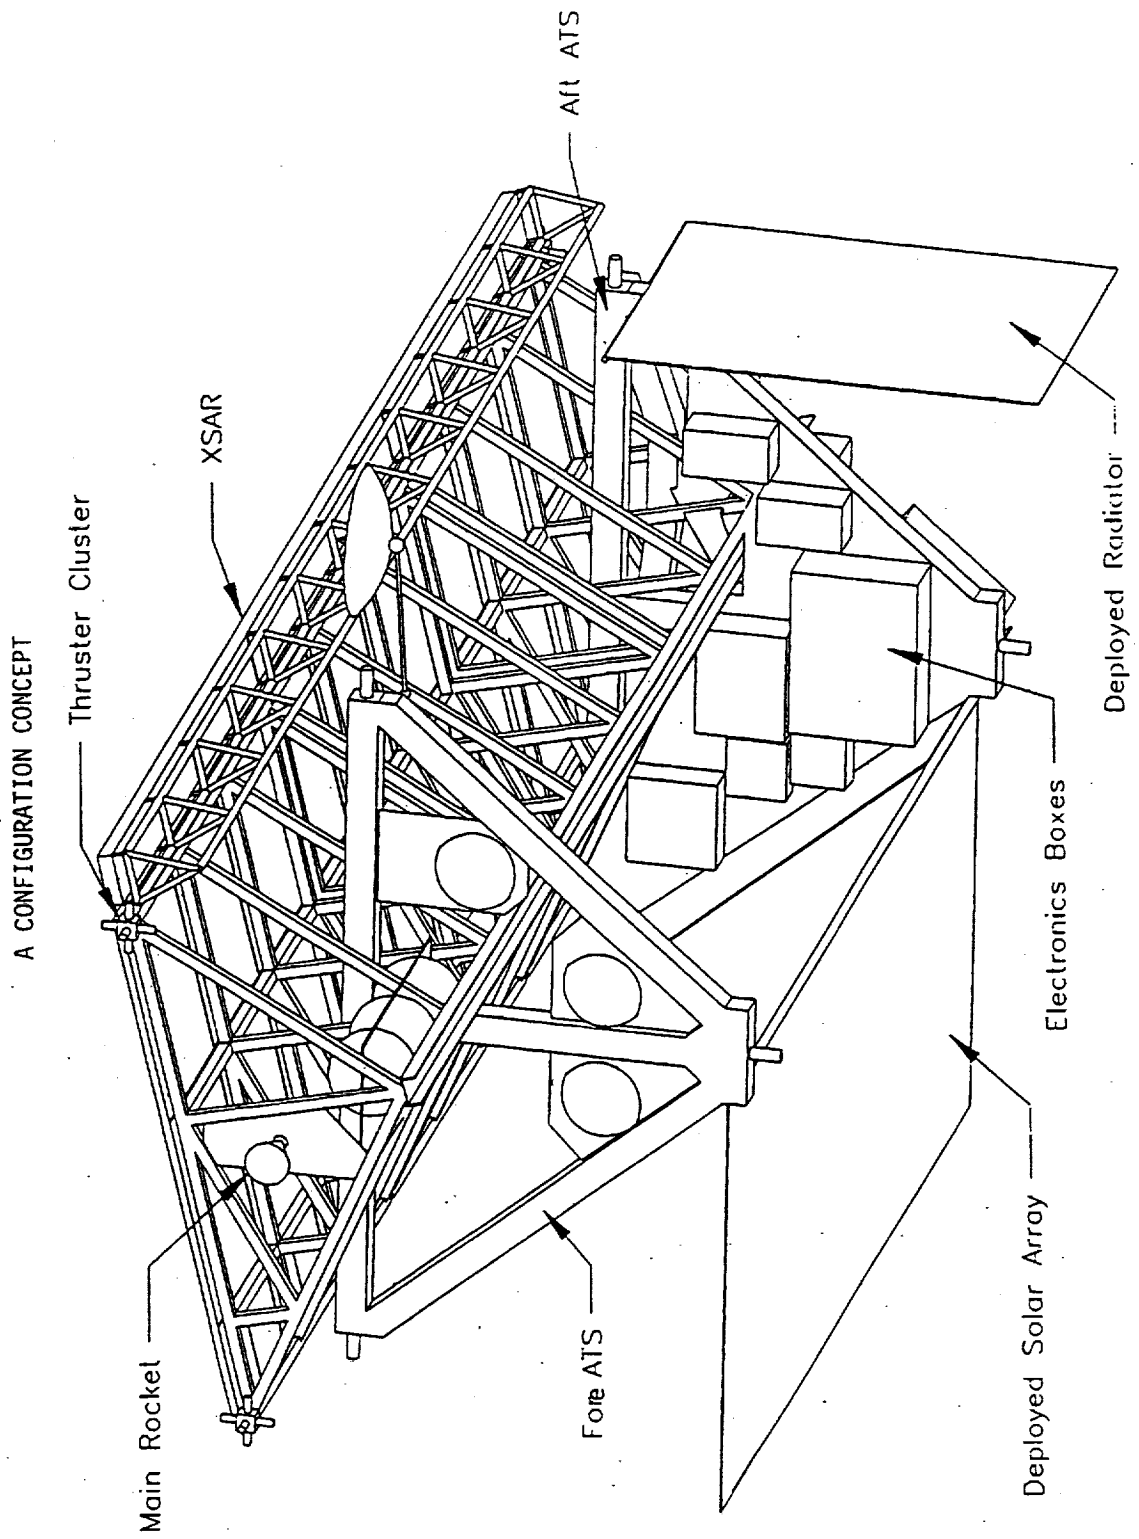 A CONFIGURATION CONCEPT
Thruster Cluster
XSAR
Main Rocket
Aft ATS
Fore ATS
Deployed Solar Array
Electronics Boxes
Deployed Radiator